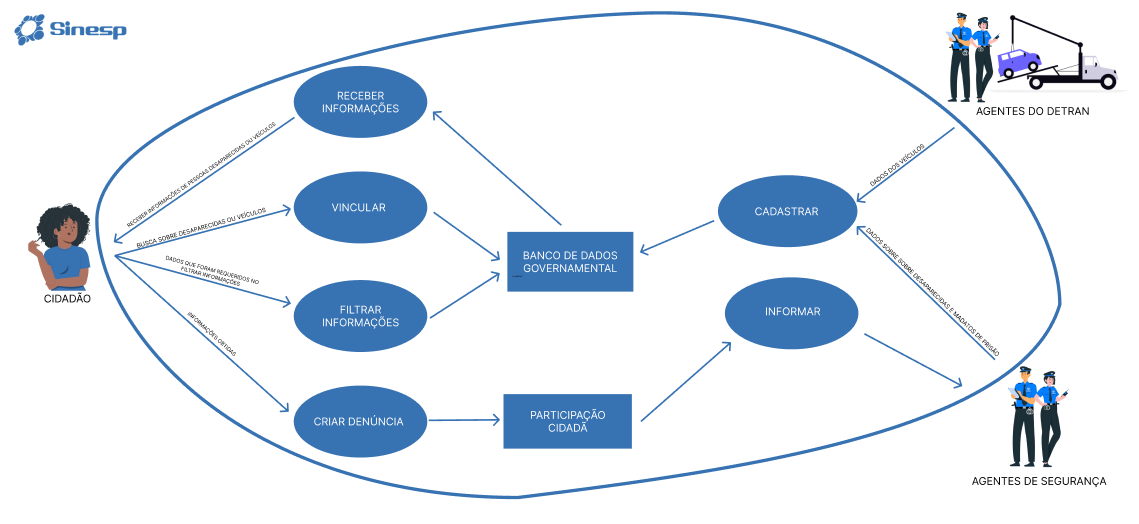 Sinesp
AGENTES DO DETRAN
RECEBER
INFORMAÇÕES
RECEBER INFORMAÇÕES DE PESSOAS DESAPARECIDAS OU VEÍCULOS
DADOS DOS VEÍCULOS
VINCULAR
CADASTRAR
BUSCA SOBRE DESAPARECIDAS OU VEÍCULOS
BANCO DE DADOS
GOVERNAMENTAL
DADOS QUE FORAM REQUERIDOS NO
FILTRAR INFORMAÇÕES
CIDADÃO
FILTRAR
INFORMAÇÕES
INFORMAR
DADOS SOBRE SOBRE DESAPARECIDAS E MADATOS DE PRISÃO
INFORMAÇÕES OBTIDAS
CRIAR DENÚNCIA
PARTICIPAÇÃO
CIDADÃ
AGENTES DE SEGURANÇA